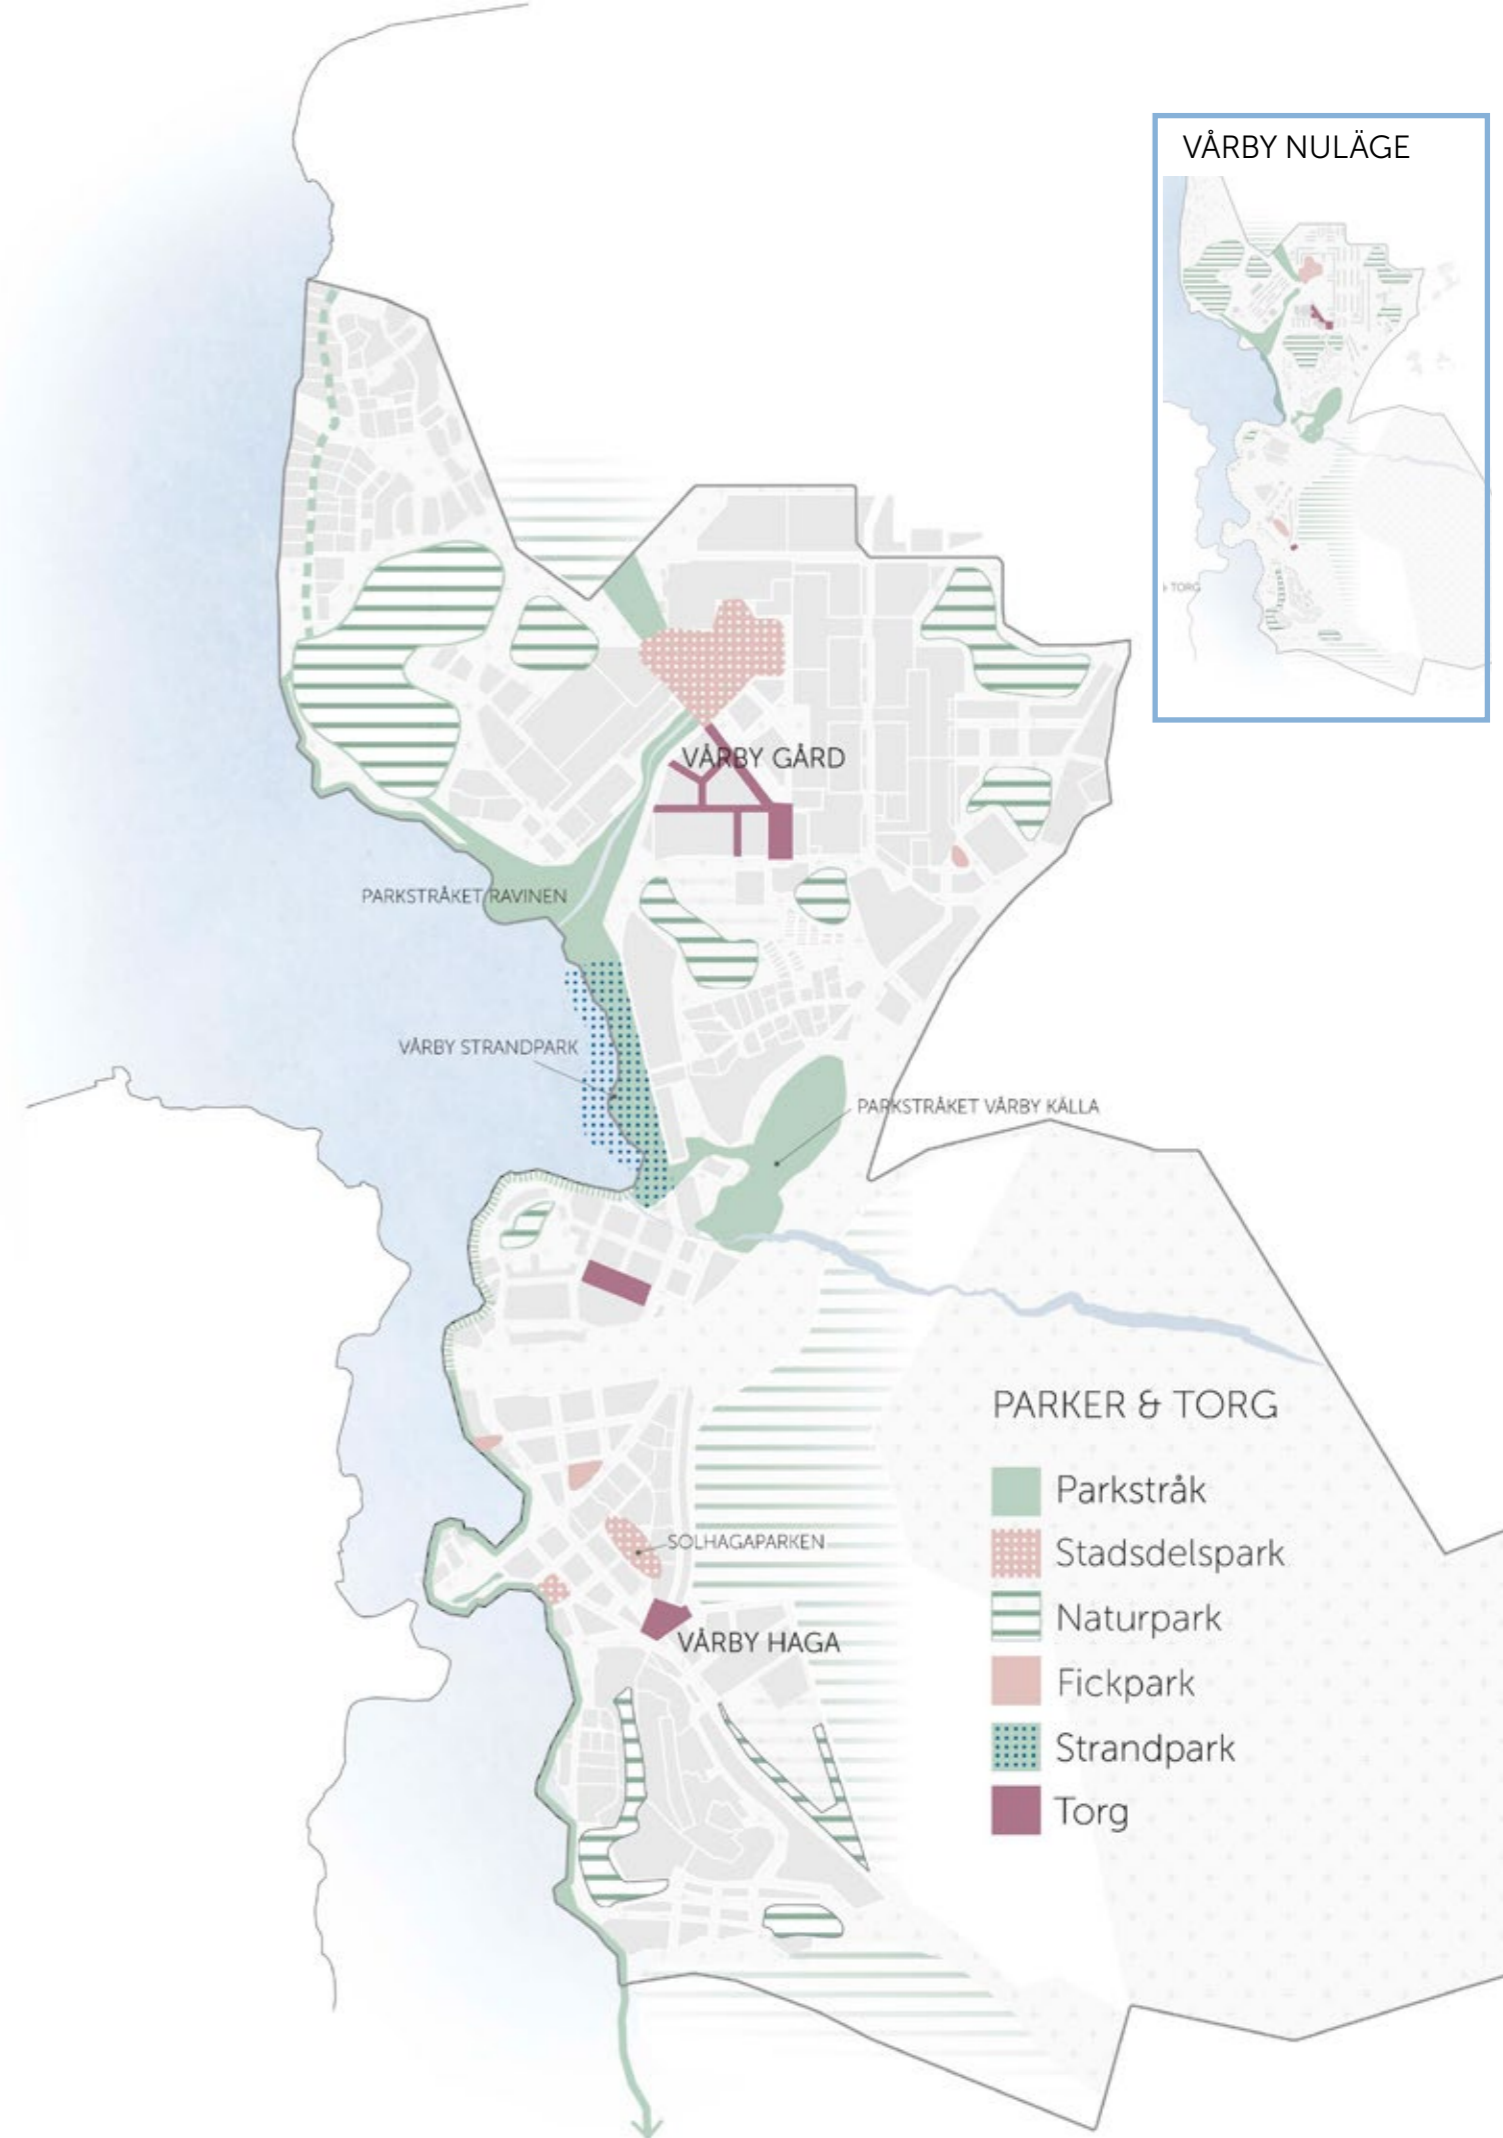 VÅRBY NULÄGE
& TORG
VÅRBY GÅRD
PARKSTRÅKET RAVINEN
VÅRBY STRANDPARK
PARKSTRÅKET VÅRBY KÄLLA
PARKER & TORG
Parkstråk
Stadsdelspark
Naturpark
Fickpark
Strandpark
Torg
SOLHAGAPARKEN
VÅRBY HAGA